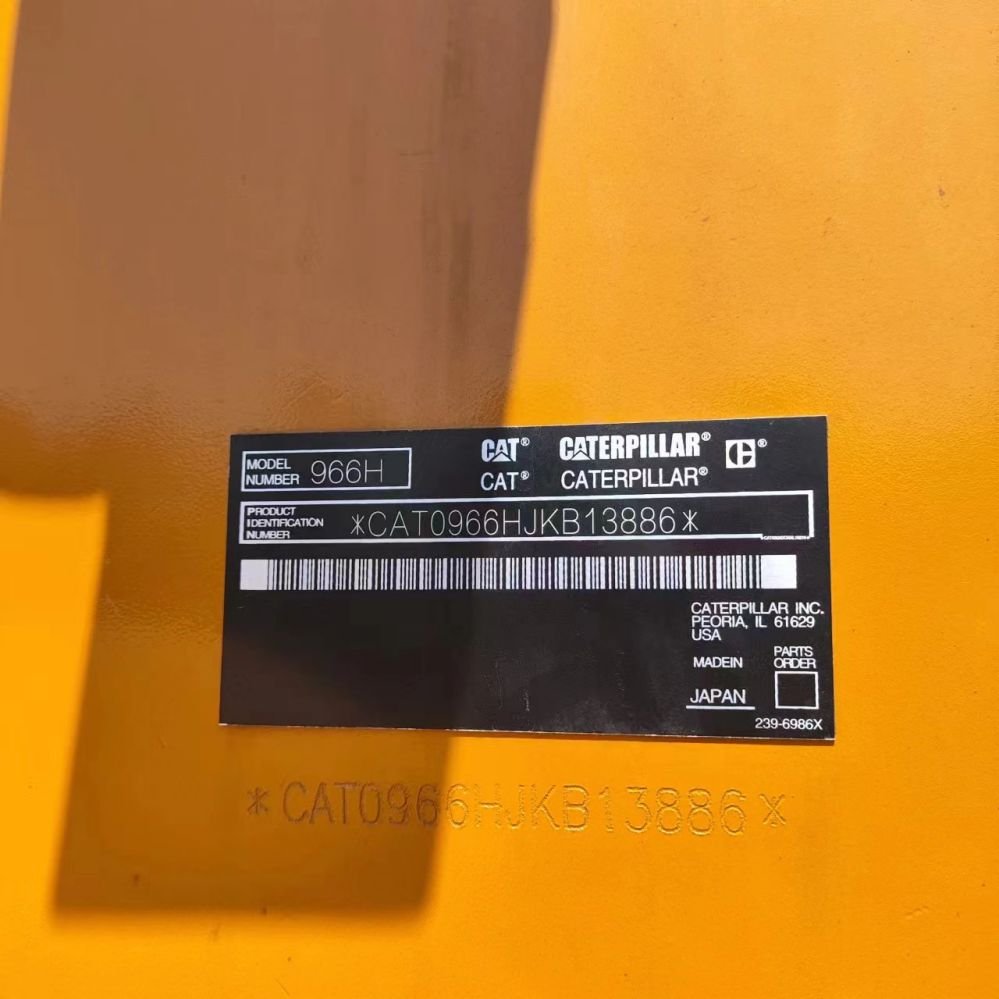 MODEL NUMBER 966H
CAT® CATERPILLAR® ®
CAT® CATERPILLAR®
PRODUCT IDENTIFICATION NUMBER *CAT0966HJKB13886*
CATERPILLAR INC.
PEORIA, IL 61629
USA
MADEIN
JAPAN
PARTS ORDER
239-6986X
*CAT0966HJKB13886*